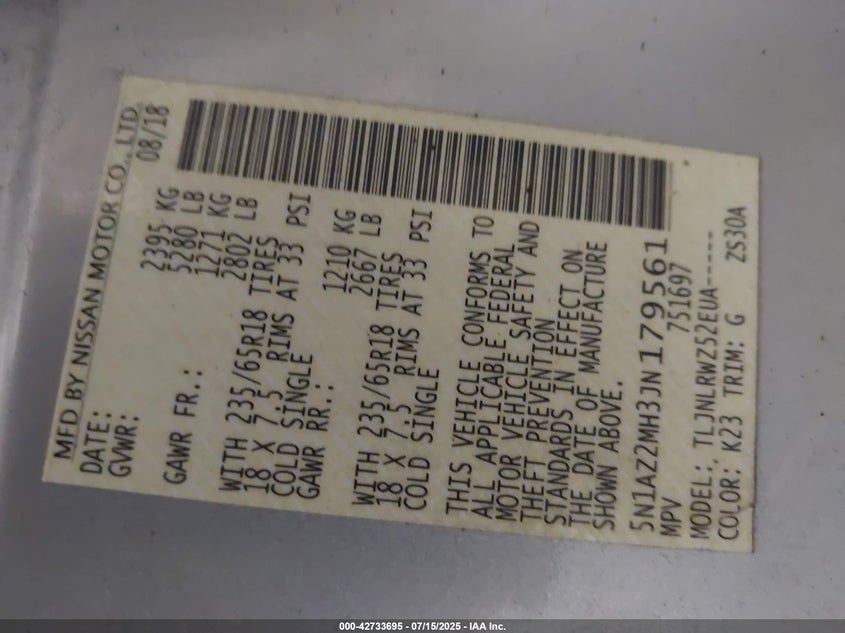 MFD BY NISSAN MOTOR CO., LTD.
DATE: 08/18
GVWR: 2395 KG
5280 LB
GAWR FR.: 1271 KG
2802 LB
WITH 235/65R18 TIRES
18 X 7.5 RIMS AT 33 PSI
COLD SINGLE
GAWR RR.: 1210 KG
2667 LB
WITH 235/65R18 TIRES
18 X 7.5 RIMS AT 33 PSI
COLD SINGLE
THIS VEHICLE CONFORMS TO
ALL APPLICABLE FEDERAL
MOTOR VEHICLE SAFETY AND
THEFT PREVENTION
STANDARDS IN EFFECT ON
THE DATE OF MANUFACTURE
SHOWN ABOVE.
5N1AZ2MH3JN179561
MPV 751697
MODEL: TLJNLRWZ52EUA-----
COLOR: K23 TRIM: G ZS30A
000-42733695 - 07/15/2025 - IAA Inc.